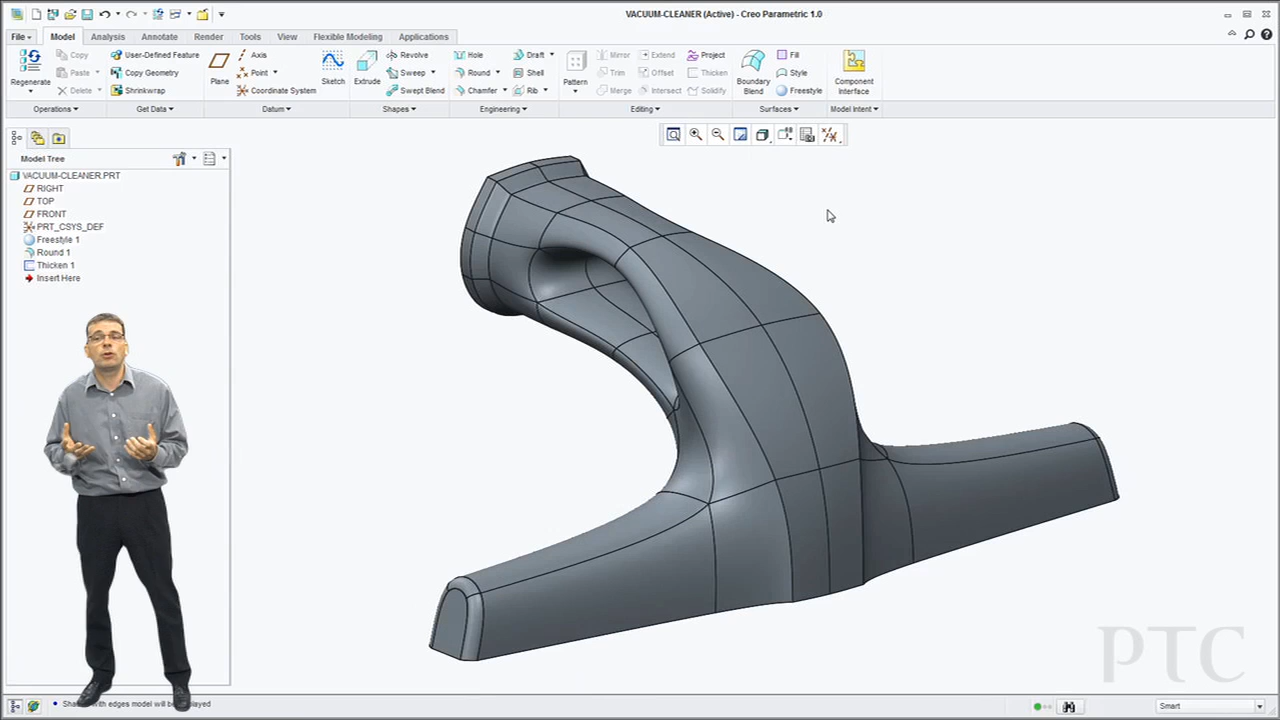 VACUUM-CLEANER (Active) - Creo Parametric 1.0
File Model Analysis Annotate Render Tools View Flexible Modeling Applications
Copy User-Defined Feature Axis Revolve Hole Draft Mirror Extend Project Fill
Paste Copy Geometry Point Sweep Round Shell Trim Offset Thicken Style
Regenerate Plane Sketch Extrude Pattern Boundary Blend Component Interface
Delete Shrinkwrap Coordinate System Swept Blend Chamfer Rib Merge Intersect Solidify Freestyle
Operations Get Data Datum Shapes Engineering Editing Surfaces Model Intent
Model Tree
VACUUM-CLEANER.PRT
RIGHT
TOP
FRONT
PRT_CSYS_DEF
Freestyle 1
Round 1
Thicken 1
Insert Here
PTC
with edges model will be played
Smart